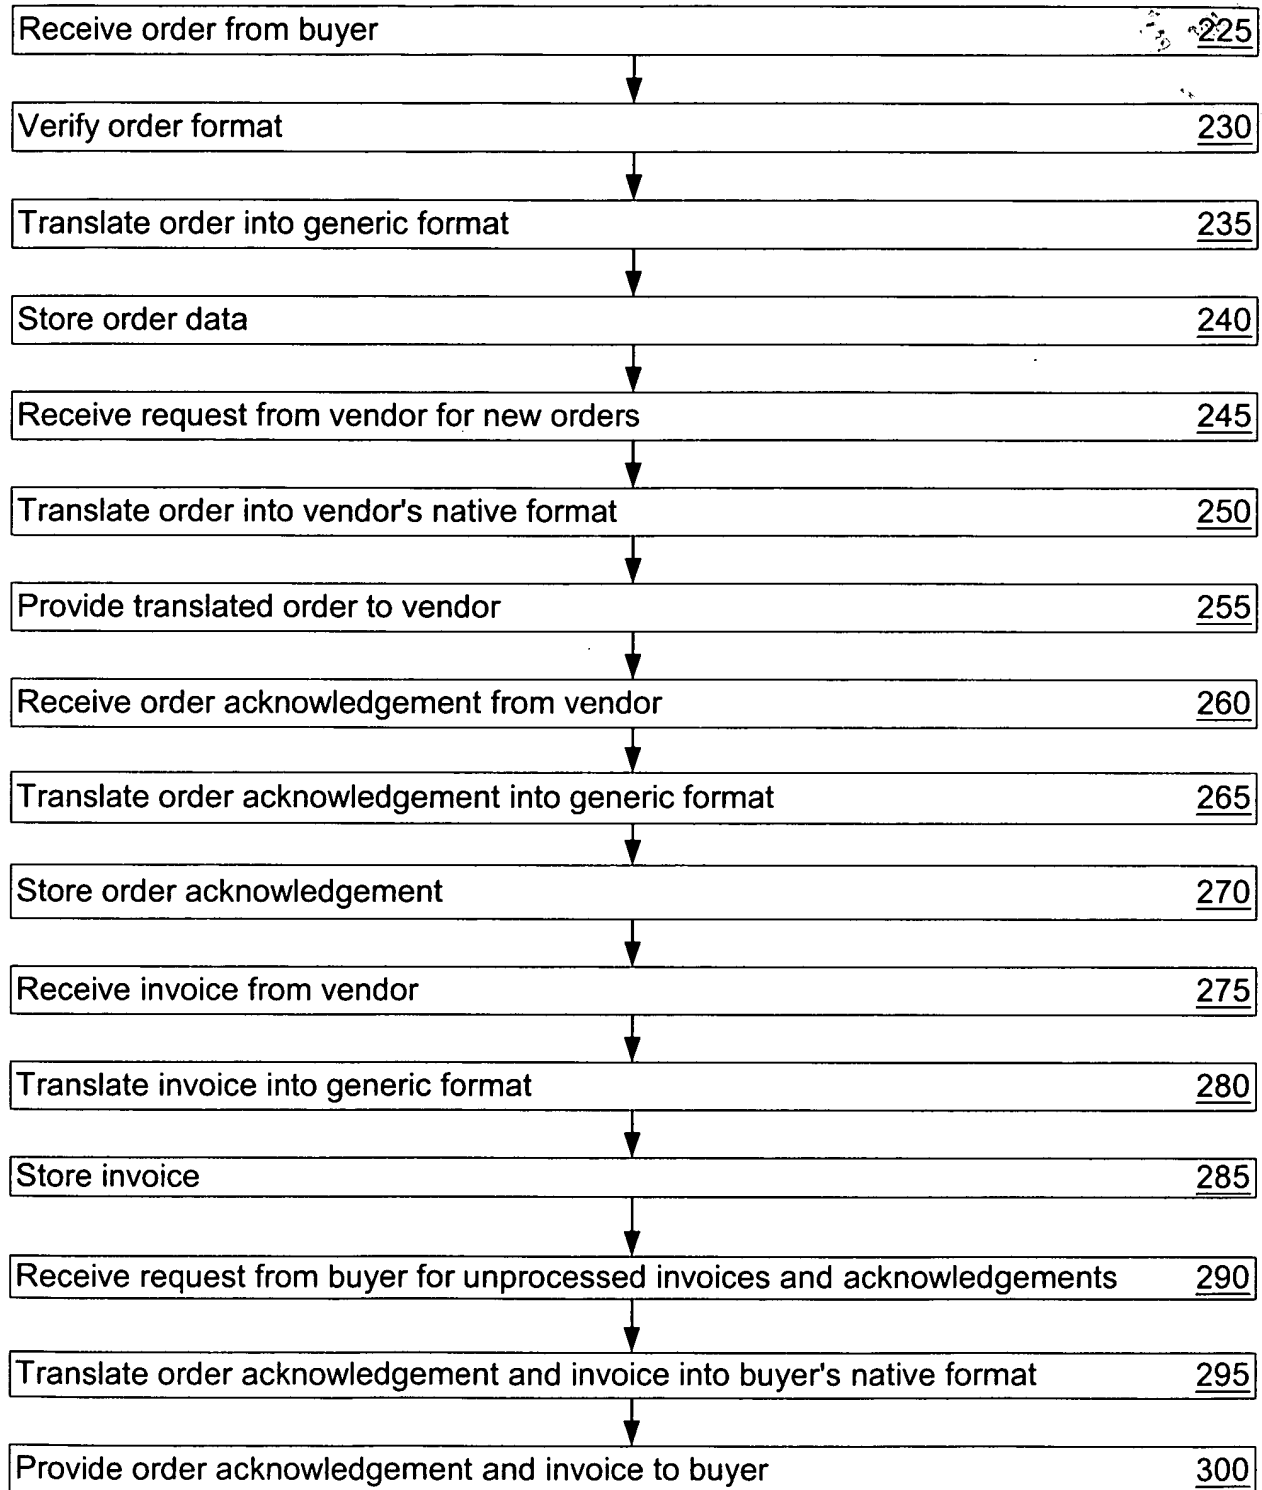 Receive order from buyer 225
Verify order format 230
Translate order into generic format 235
Store order data 240
Receive request from vendor for new orders 245
Translate order into vendor's native format 250
Provide translated order to vendor 255
Receive order acknowledgement from vendor 260
Translate order acknowledgement into generic format 265
Store order acknowledgement 270
Receive invoice from vendor 275
Translate invoice into generic format 280
Store invoice 285
Receive request from buyer for unprocessed invoices and acknowledgements 290
Translate order acknowledgement and invoice into buyer's native format 295
Provide order acknowledgement and invoice to buyer 300